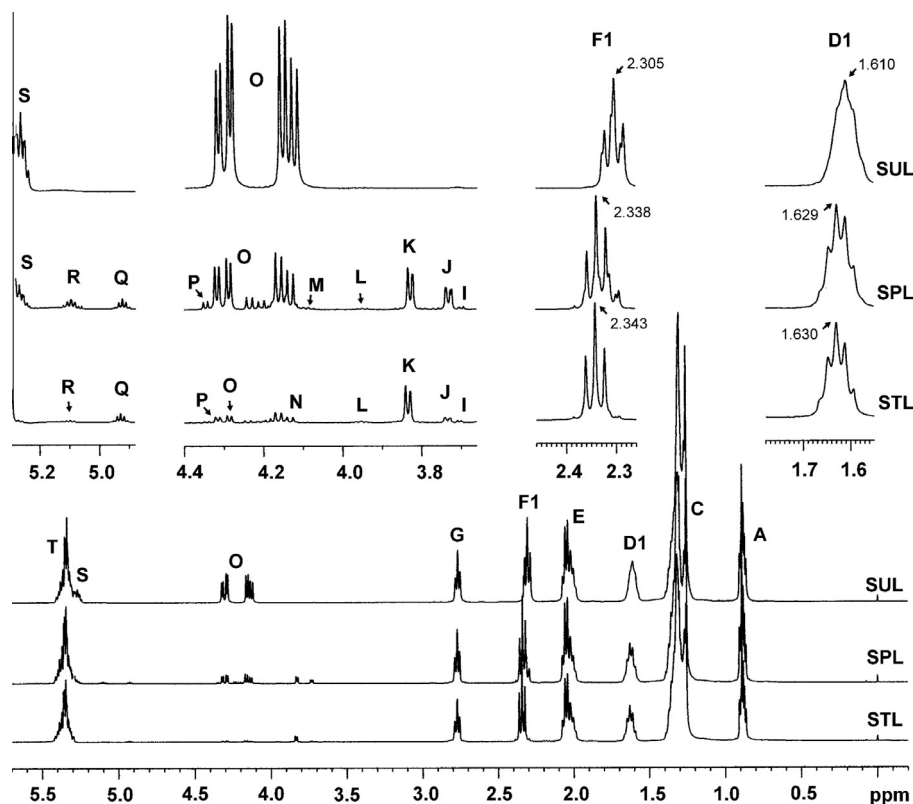 F1 D1
2.305 1.610
S O
SUL
2.338 1.629
S R Q P O M L K J I
SPL
2.343 1.630
R Q P O N L K J I
STL
5.2 5.0 4.4 4.2 4.0 3.8 2.4 2.3 1.7 1.6
T S O G F1 E D1 C A
SUL
SPL
STL
5.5 5.0 4.5 4.0 3.5 3.0 2.5 2.0 1.5 1.0 0.5 ppm